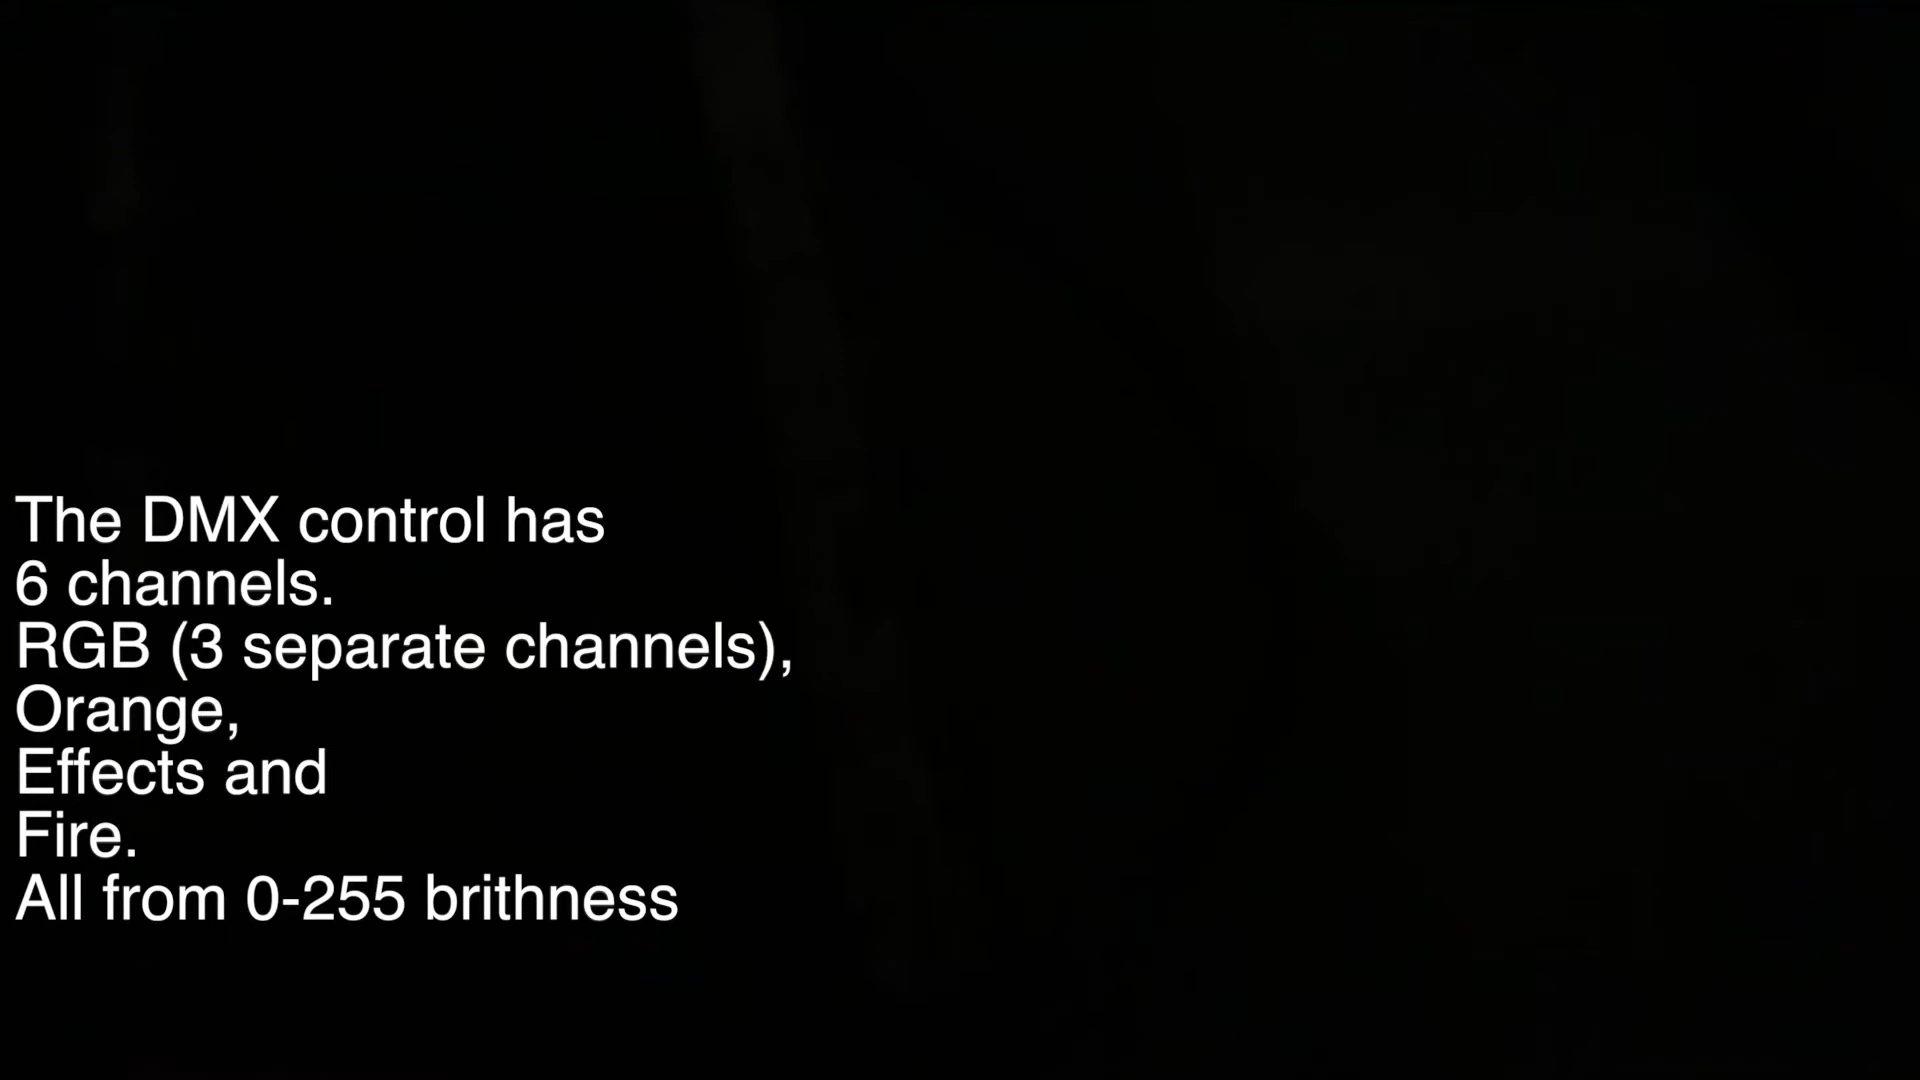 The DMX control has
6 channels.
RGB (3 separate channels),
Orange,
Effects and
Fire.
All from 0-255 brithness